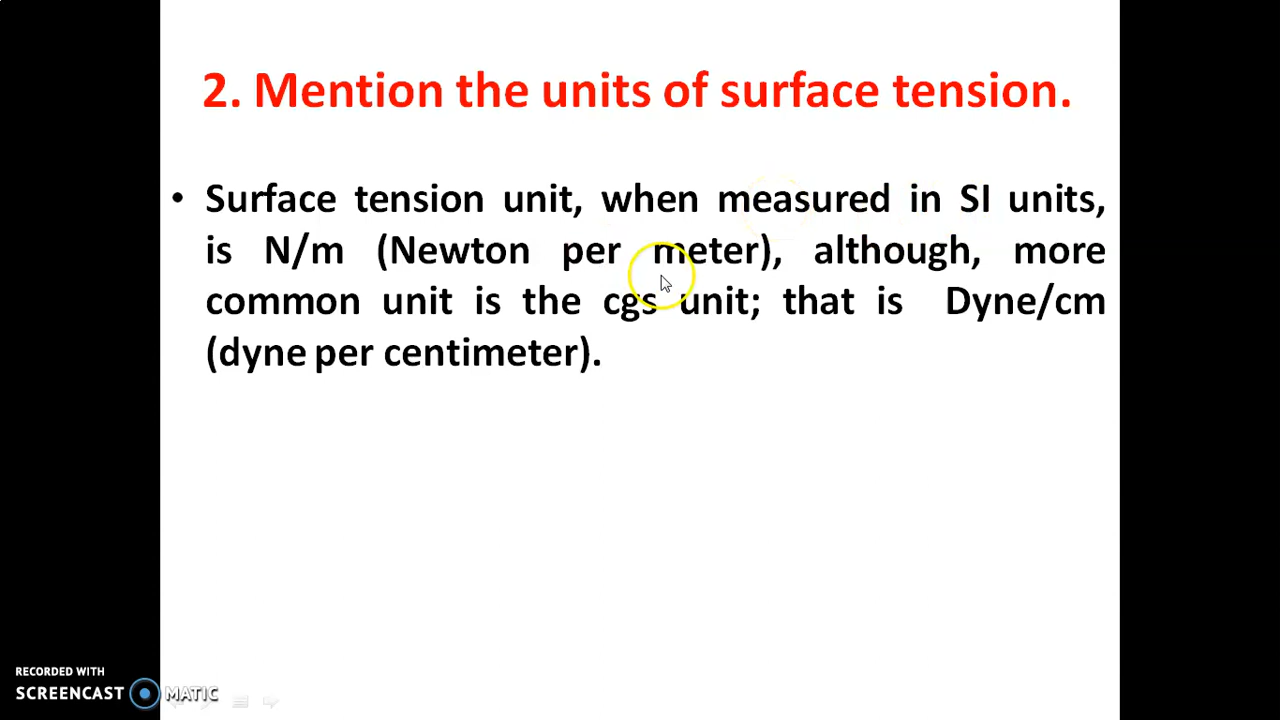 2. Mention the units of surface tension.
• Surface tension unit, when measured in SI units,
is N/m (Newton per meter), although, more
common unit is the cgs unit; that is Dyne/cm
(dyne per centimeter).
RECORDED WITH
SCREENCAST MATIC